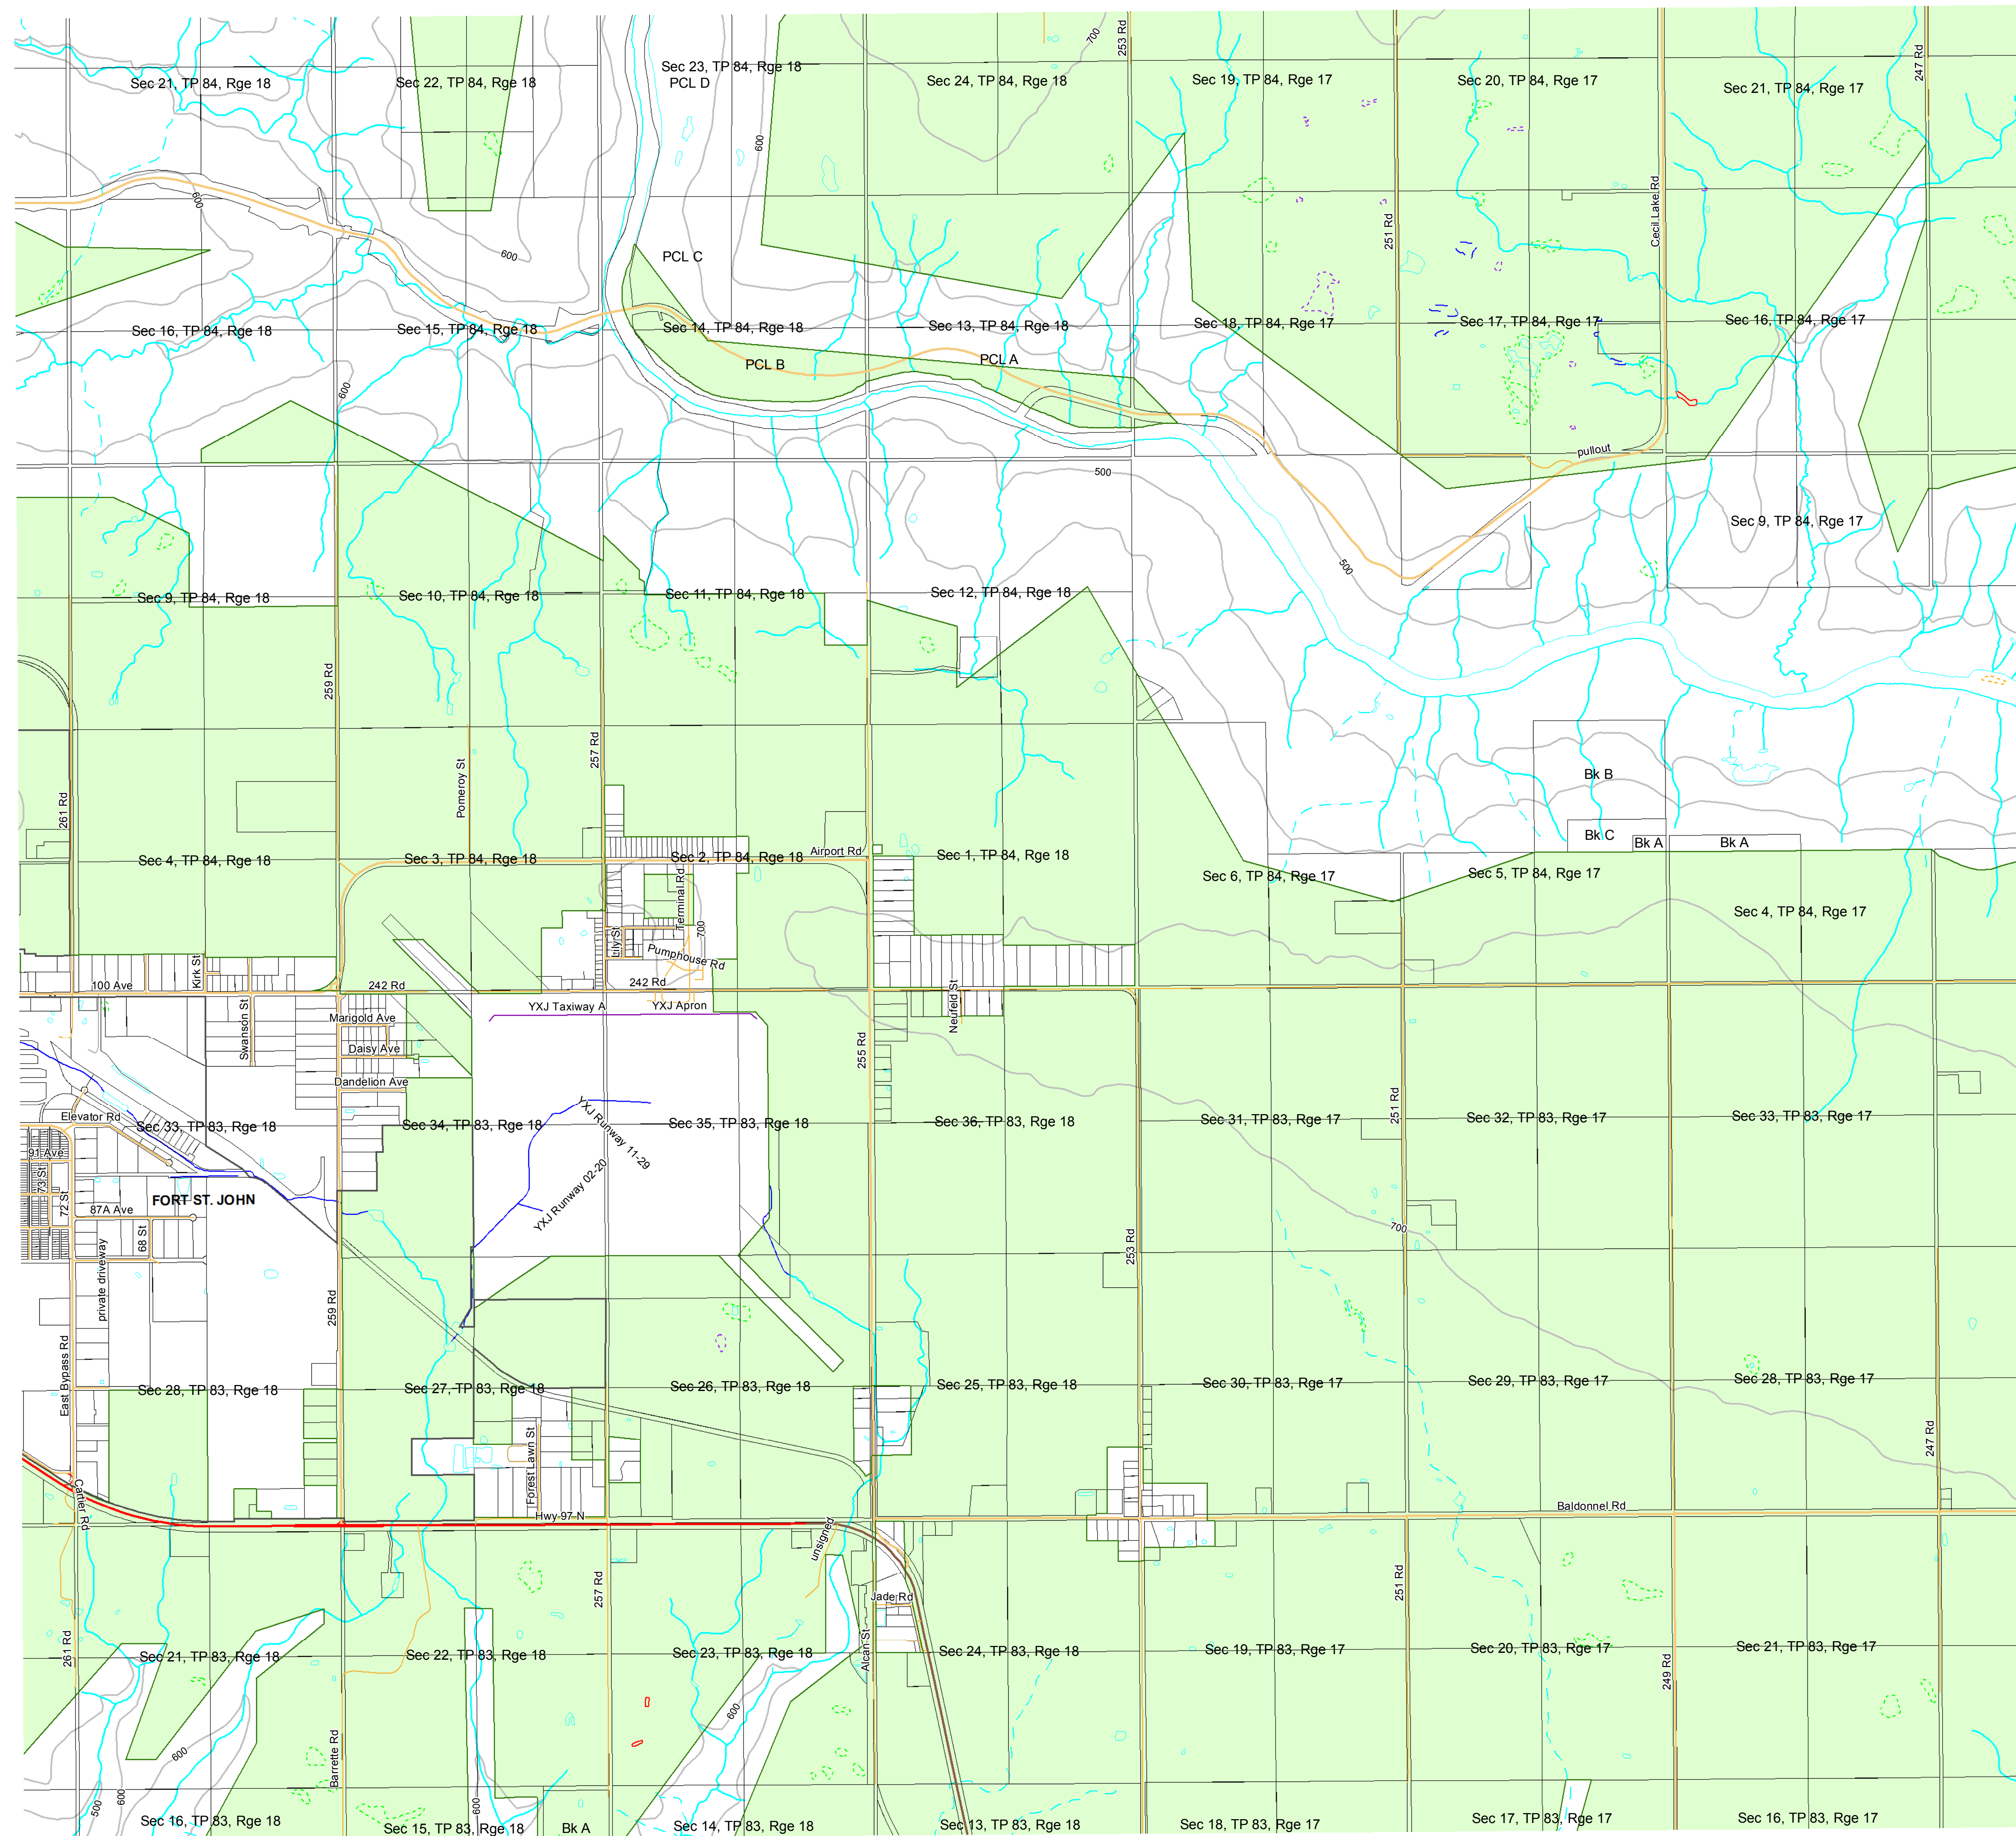 700
253 Rd
247 Rd
Sec 21, TP 84, Rge 18
Sec 22, TP 84, Rge 18
Sec 23, TP 84, Rge 18
PCL D
Sec 24, TP 84, Rge 18
Sec 19, TP 84, Rge 17
Sec 20, TP 84, Rge 17
Sec 21, TP 84, Rge 17
600
600
600
PCL C
251 Rd
Cecil Lake Rd
Sec 16, TP 84, Rge 18
Sec 15, TP 84, Rge 18
Sec 14, TP 84, Rge 18
Sec 13, TP 84, Rge 18
Sec 18, TP 84, Rge 17
Sec 17, TP 84, Rge 17
Sec 16, TP 84, Rge 17
PCL B
PCL A
600
pullout
500
Sec 9, TP 84, Rge 17
500
Sec 9, TP 84, Rge 18
Sec 10, TP 84, Rge 18
Sec 11, TP 84, Rge 18
Sec 12, TP 84, Rge 18
259 Rd
257 Rd
Pomeroy St
261 Rd
Bk B
Bk C
Bk A
Bk A
Airport Rd
Sec 4, TP 84, Rge 18
Sec 3, TP 84, Rge 18
Sec 2, TP 84, Rge 18
Sec 1, TP 84, Rge 18
Sec 6, TP 84, Rge 17
Sec 5, TP 84, Rge 17
Sec 4, TP 84, Rge 17
Terminal Rd
700
Lily St
Pumphouse Rd
Kirk St
100 Ave
242 Rd
242 Rd
YXJ Taxiway A
YXJ Apron
Neufeld St
Swanson St
Marigold Ave
Daisy Ave
Dandelion Ave
255 Rd
251 Rd
Elevator Rd
Sec 33, TP 83, Rge 18
Sec 34, TP 83, Rge 18
Sec 35, TP 83, Rge 18
Sec 36, TP 83, Rge 18
Sec 31, TP 83, Rge 17
Sec 32, TP 83, Rge 17
Sec 33, TP 83, Rge 17
YXJ Runway 11-29
YXJ Runway 02-20
91 Ave
73 St
72 St
FORT ST. JOHN
87A Ave
68 St
private driveway
253 Rd
700
259 Rd
East Bypass Rd
Sec 28, TP 83, Rge 18
Sec 27, TP 83, Rge 18
Sec 26, TP 83, Rge 18
Sec 25, TP 83, Rge 18
Sec 30, TP 83, Rge 17
Sec 29, TP 83, Rge 17
Sec 28, TP 83, Rge 17
Forest Lawn St
247 Rd
Cartier Rd
Hwy 97 N
unsigned
Baldonnel Rd
257 Rd
251 Rd
Jade Rd
Alcan St
261 Rd
Sec 21, TP 83, Rge 18
Sec 22, TP 83, Rge 18
Sec 23, TP 83, Rge 18
Sec 24, TP 83, Rge 18
Sec 19, TP 83, Rge 17
Sec 20, TP 83, Rge 17
Sec 21, TP 83, Rge 17
249 Rd
600
600
Barrette Rd
500
600
600
Sec 16, TP 83, Rge 18
Sec 15, TP 83, Rge 18
Bk A
Sec 14, TP 83, Rge 18
Sec 13, TP 83, Rge 18
Sec 18, TP 83, Rge 17
Sec 17, TP 83, Rge 17
Sec 16, TP 83, Rge 17